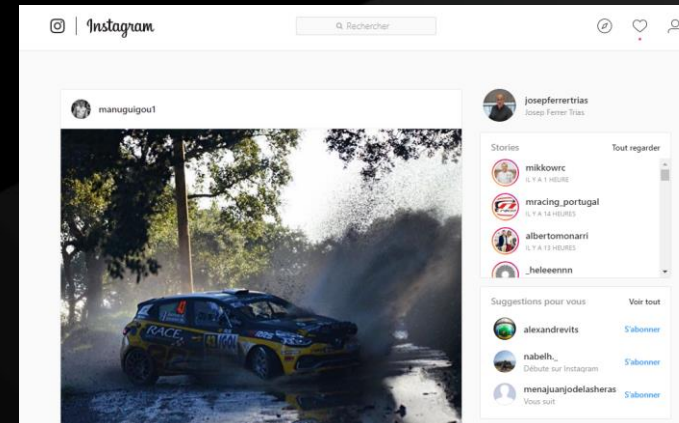 Instagram
Rechercher
manuguigou1
josepferrertrias
Josep Ferrer Trias
Stories Tout regarder
mikkowrc
IL Y A 1 HEURE
mracing_portugal
IL Y A 14 HEURES
albertomonarri
IL Y A 13 HEURES
_heleeennn
Suggestions pour vous Voir tout
alexandrevits S'abonner
nabelh._
Débute sur Instagram
S'abonner
menajuanjodelasheras
Vous suit
S'abonner
RACE
43